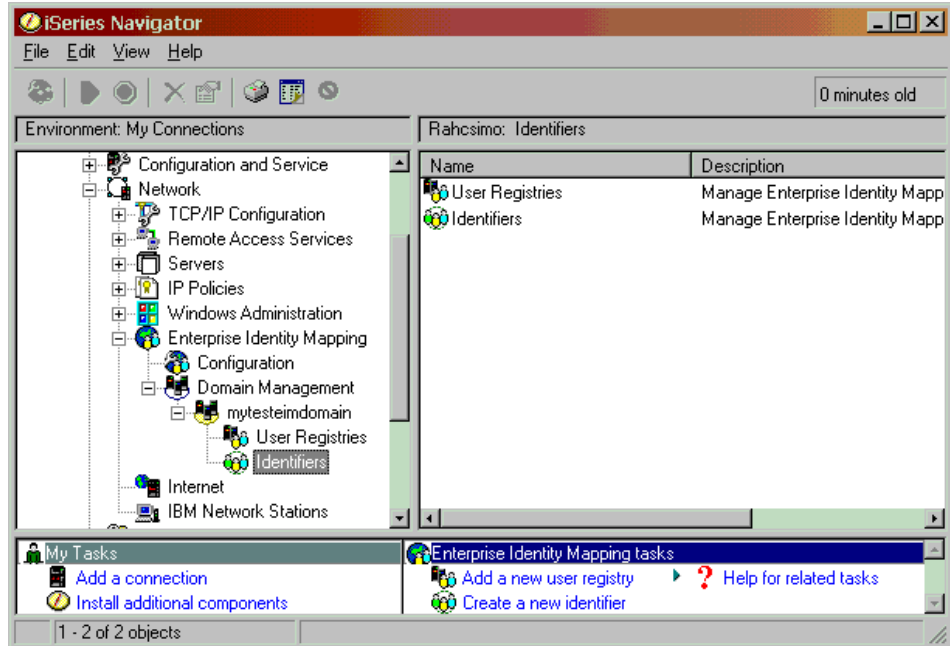 iSeries Navigator
File Edit View Help
0 minutes old
Environment: My Connections
Rahcsimo: Identifiers
Configuration and Service
Network
TCP/IP Configuration
Remote Access Services
Servers
IP Policies
Windows Administration
Enterprise Identity Mapping
Configuration
Domain Management
mytesteimdomain
User Registries
Identifiers
Internet
IBM Network Stations
Name Description
User Registries Manage Enterprise Identity Mapp
Identifiers Manage Enterprise Identity Mapp
My Tasks
Add a connection
Install additional components
Enterprise Identity Mapping tasks
Add a new user registry
Create a new identifier
? Help for related tasks
1 - 2 of 2 objects